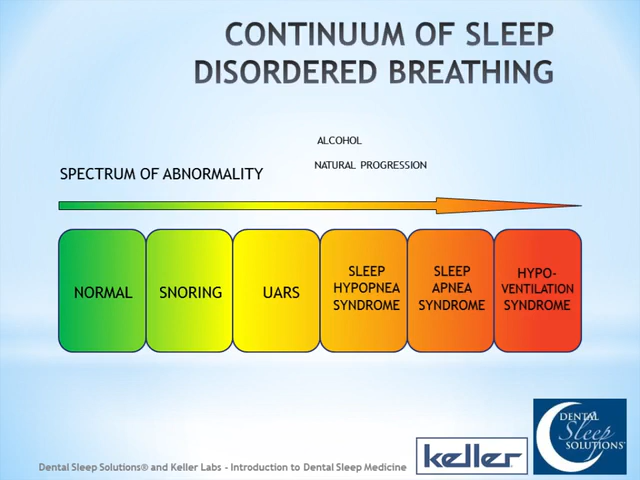 CONTINUUM OF SLEEP
DISORDERED BREATHING
ALCOHOL
NATURAL PROGRESSION
SPECTRUM OF ABNORMALITY
NORMAL
SNORING
UARS
SLEEP
HYPOPNEA
SYNDROME
SLEEP
APNEA
SYNDROME
HYPO-
VENTILATION
SYNDROME
Dental Sleep Solutions® and Keller Labs - Introduction to Dental Sleep Medicine
keller
DENTAL
Sleep
SOLUTIONS